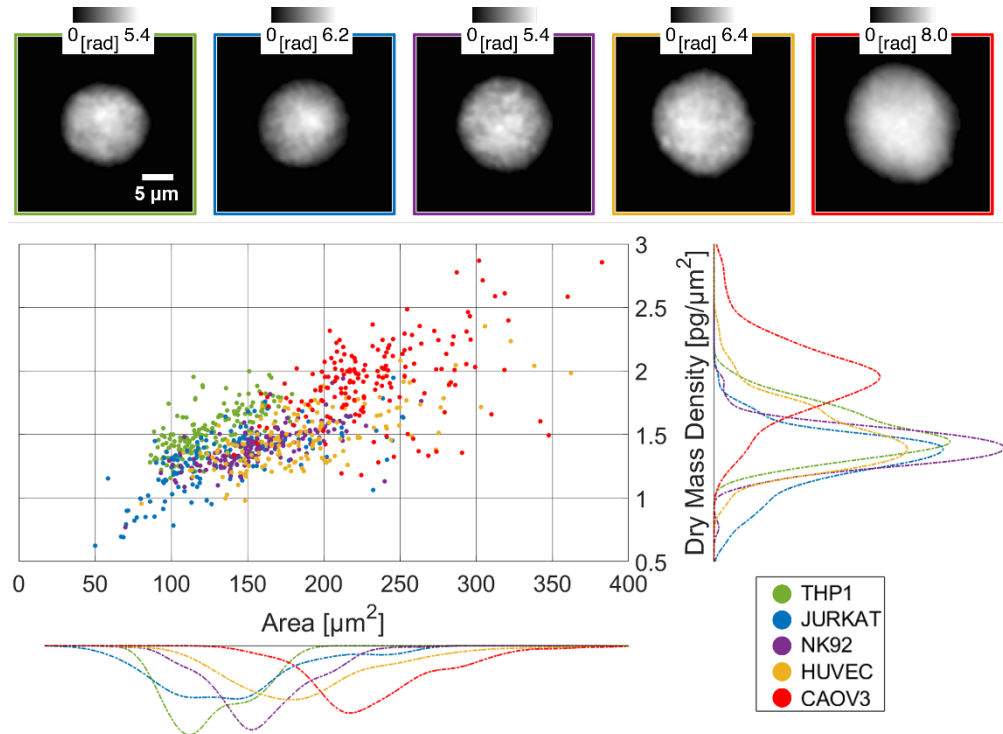 0 [rad] 5.4
0 [rad] 6.2
0 [rad] 5.4
0 [rad] 6.4
0 [rad] 8.0
5 µm
3
2.5
2
1.5
1
0.5
Dry Mass Density [pg/µm²]
0 50 100 150 200 250 300 350 400
Area [µm²]
THP1
JURKAT
NK92
HUVEC
CAOV3